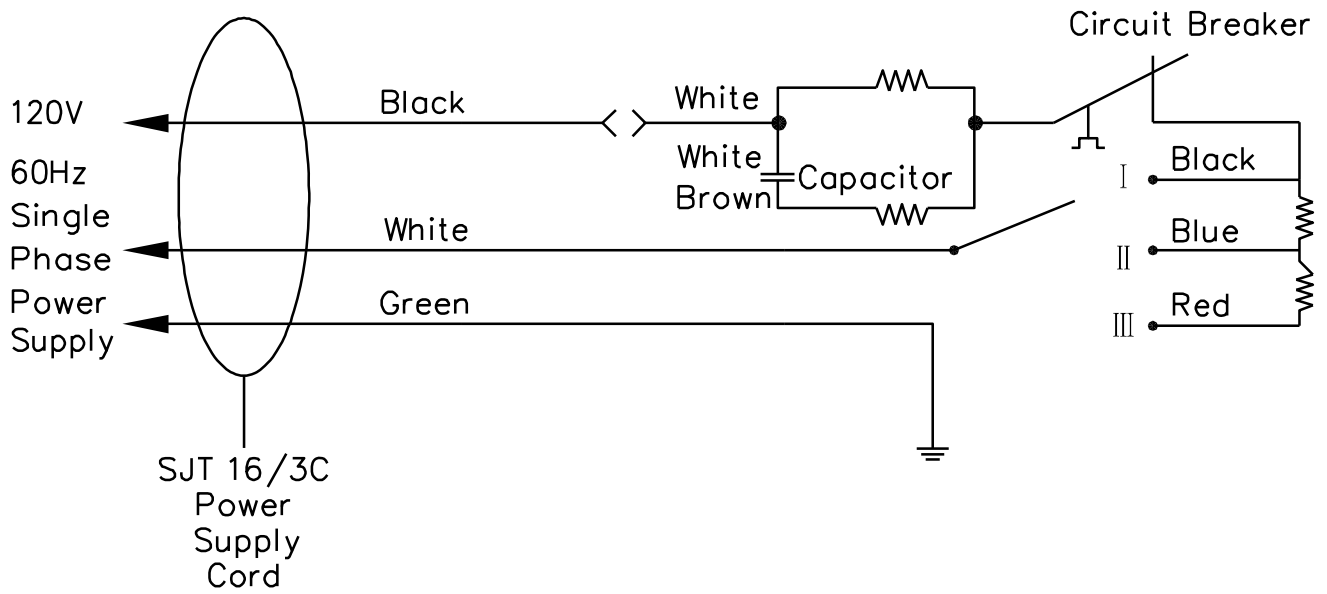 Circuit Breaker
120V
60Hz
Single
Phase
Power
Supply
Black
White
Green
White
White
Brown
Capacitor
I Black
II Blue
III Red
SJT 16/3C
Power
Supply
Cord